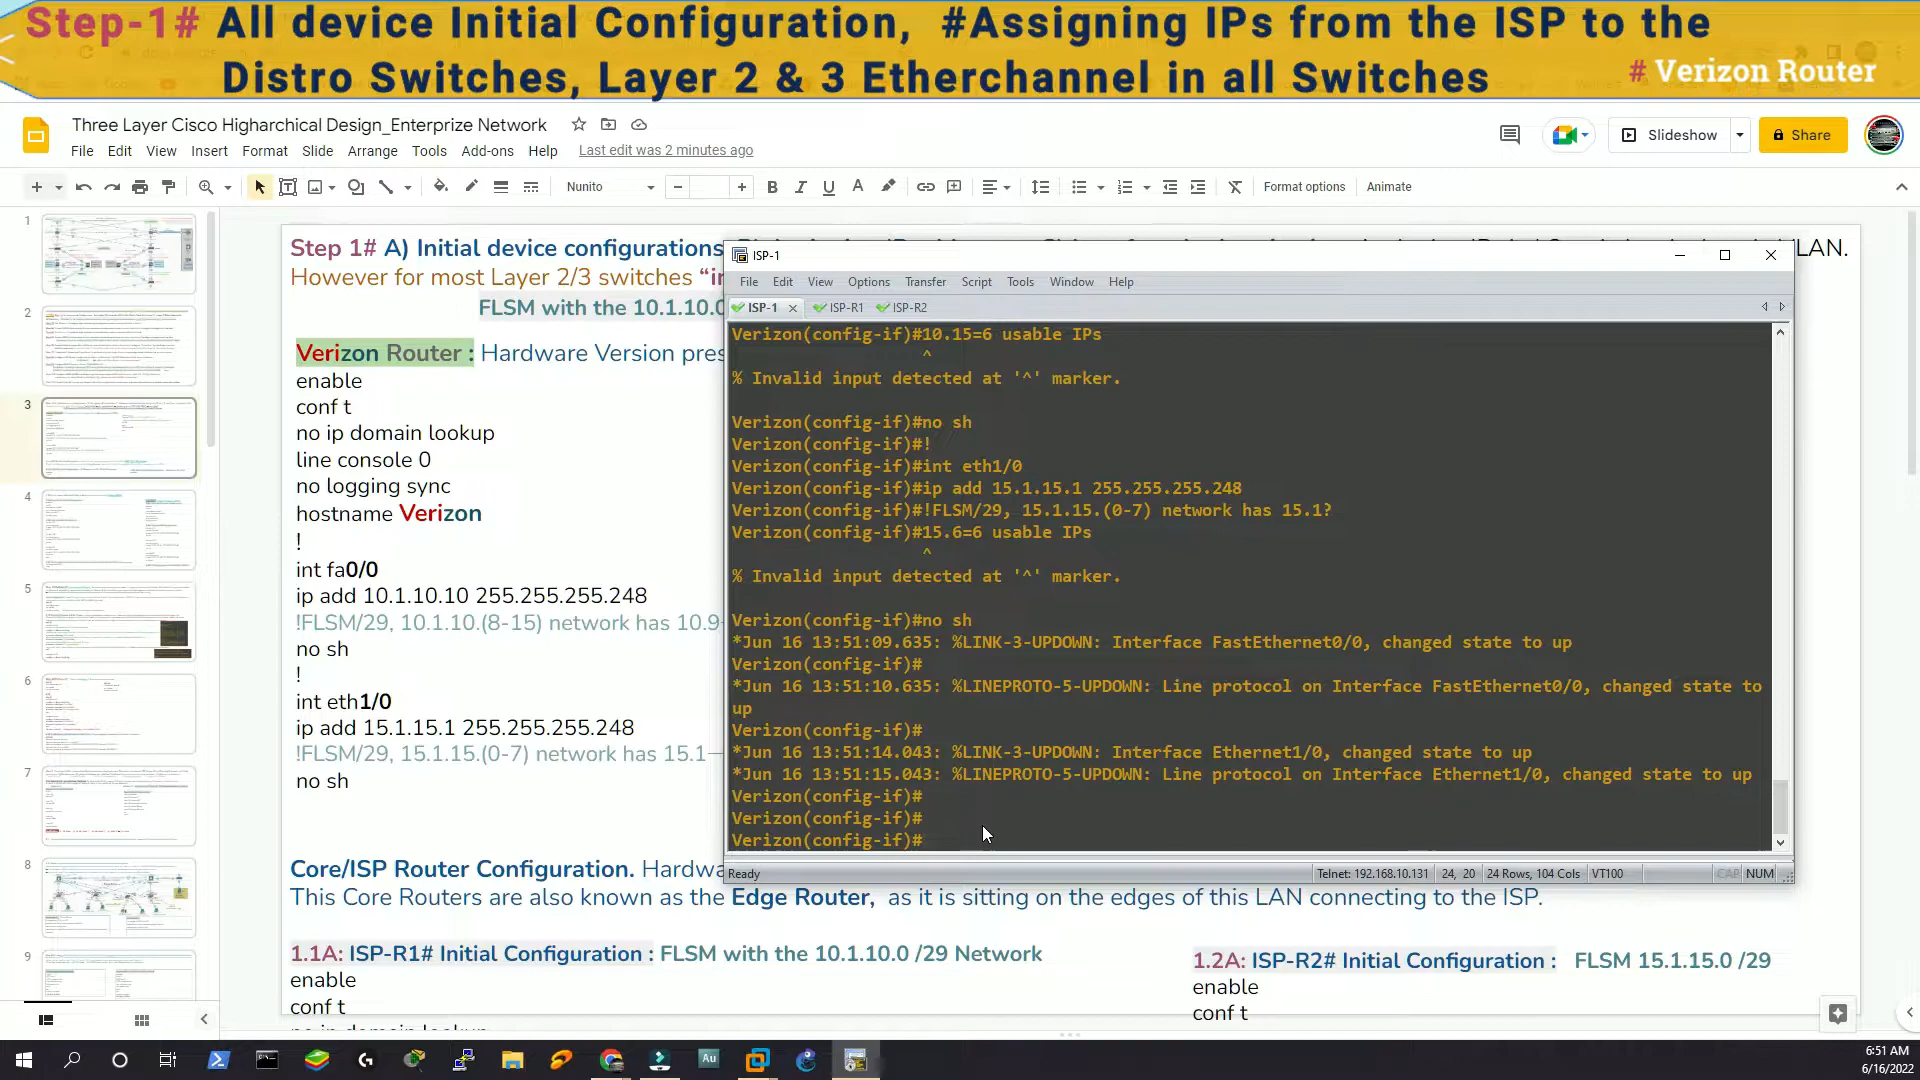 Step-1# All device Initial Configuration, #Assigning IPs from the ISP to the
Distro Switches, Layer 2 & 3 Etherchannel in all Switches
# Verizon Router
Three Layer Cisco Higharchical Design_Enterprize Network
File Edit View Insert Format Slide Arrange Tools Add-ons Help Last edit was 2 minutes ago
Slideshow
Share
Nunito
Format options
Animate
1
2
3
4
5
6
7
8
9
Step 1# A) Initial device configurations
LAN.
However for most Layer 2/3 switches “in
FLSM with the 10.1.10.0
Verizon Router : Hardware Version pres
enable
conf t
no ip domain lookup
line console 0
no logging sync
hostname Verizon
!
int fa0/0
ip add 10.1.10.10 255.255.255.248
!FLSM/29, 10.1.10.(8-15) network has 10.9-
no sh
!
int eth1/0
ip add 15.1.15.1 255.255.255.248
!FLSM/29, 15.1.15.(0-7) network has 15.1—
no sh
ISP-1
File Edit View Options Transfer Script Tools Window Help
ISP-1 ISP-R1 ISP-R2
Verizon(config-if)#10.15=6 usable IPs
^
% Invalid input detected at '^' marker.
Verizon(config-if)#no sh
Verizon(config-if)#!
Verizon(config-if)#int eth1/0
Verizon(config-if)#ip add 15.1.15.1 255.255.255.248
Verizon(config-if)#!FLSM/29, 15.1.15.(0-7) network has 15.1?
Verizon(config-if)#15.6=6 usable IPs
^
% Invalid input detected at '^' marker.
Verizon(config-if)#no sh
*Jun 16 13:51:09.635: %LINK-3-UPDOWN: Interface FastEthernet0/0, changed state to up
Verizon(config-if)#
*Jun 16 13:51:10.635: %LINEPROTO-5-UPDOWN: Line protocol on Interface FastEthernet0/0, changed state to
up
Verizon(config-if)#
*Jun 16 13:51:14.043: %LINK-3-UPDOWN: Interface Ethernet1/0, changed state to up
*Jun 16 13:51:15.043: %LINEPROTO-5-UPDOWN: Line protocol on Interface Ethernet1/0, changed state to up
Verizon(config-if)#
Verizon(config-if)#
Verizon(config-if)#
Ready
Telnet: 192.168.10.131 24, 20 24 Rows, 104 Cols VT100 CAP NUM
Core/ISP Router Configuration. Hardwa
This Core Routers are also known as the Edge Router, as it is sitting on the edges of this LAN connecting to the ISP.
1.1A: ISP-R1# Initial Configuration : FLSM with the 10.1.10.0 /29 Network
enable
conf t
no ip domain lookup
1.2A: ISP-R2# Initial Configuration : FLSM 15.1.15.0 /29
enable
conf t
Au
6:51 AM
6/16/2022